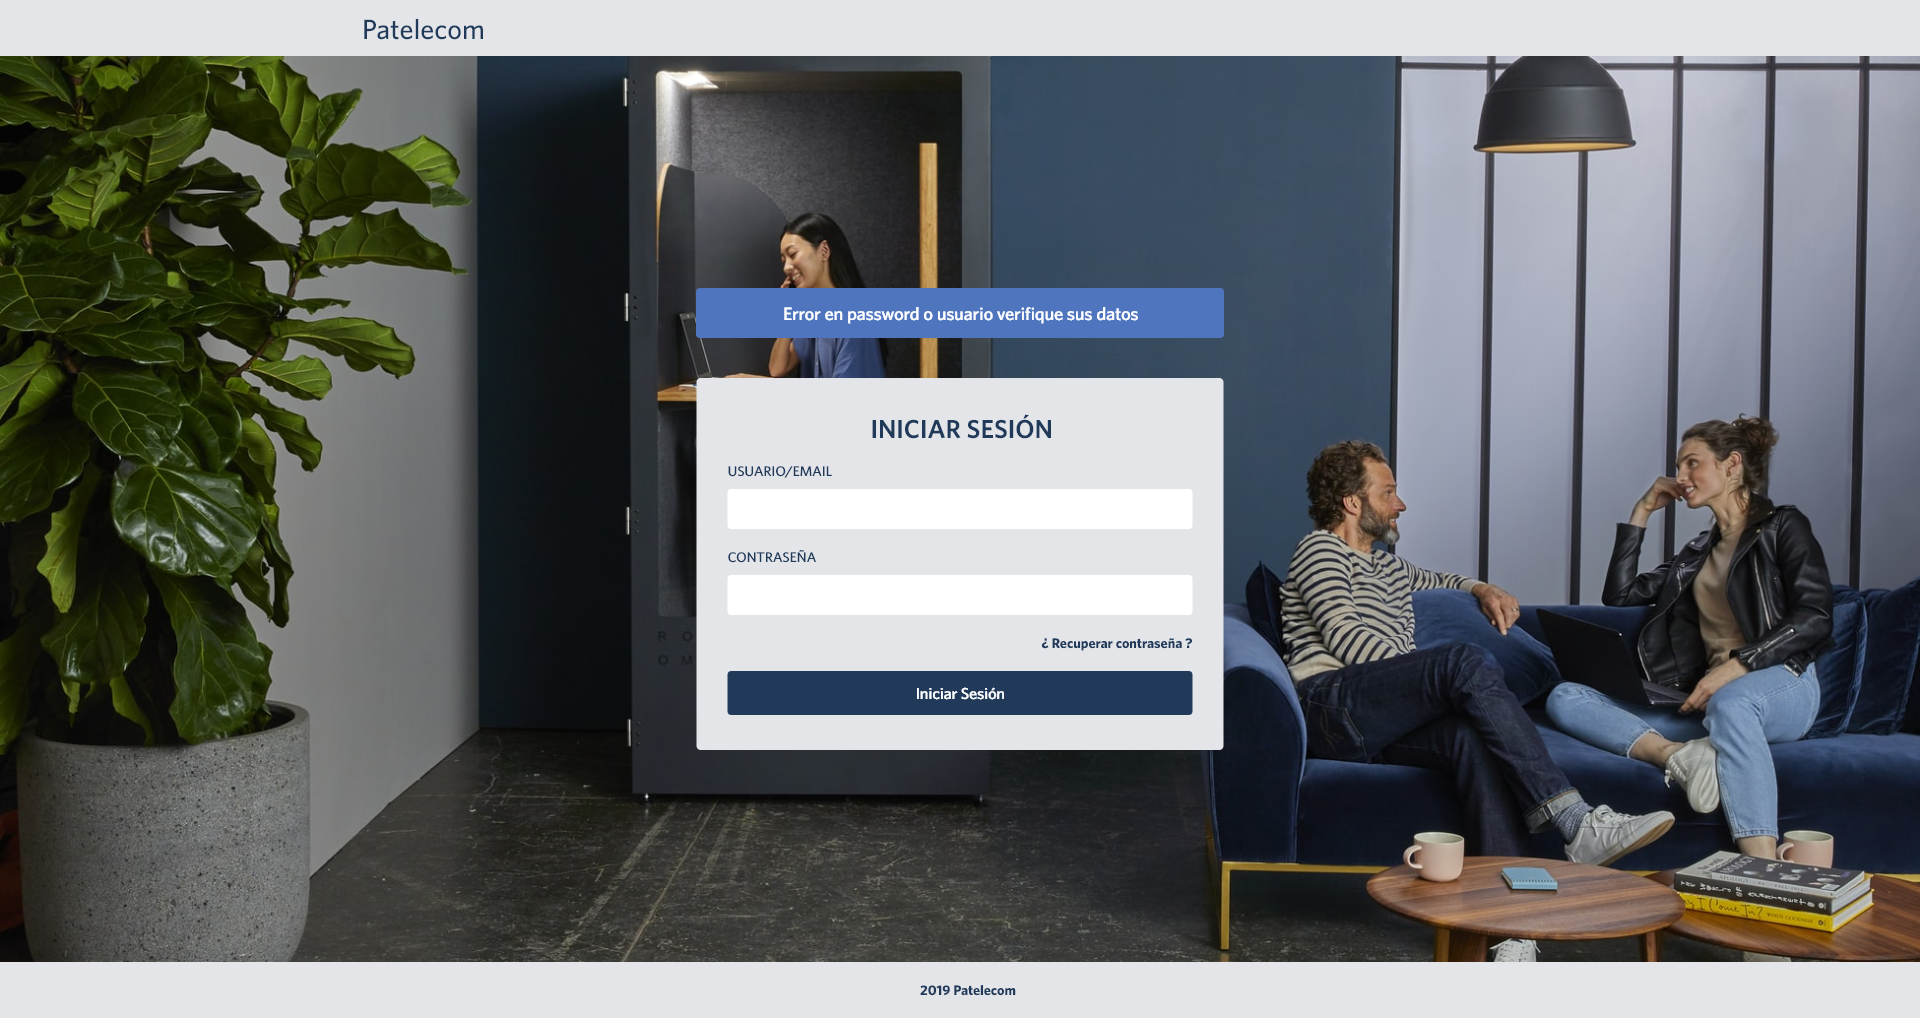 Patelecom
Error en password o usuario verifique sus datos
INICIAR SESIÓN
USUARIO/EMAIL
CONTRASEÑA
¿ Recuperar contraseña ?
Iniciar Sesión
R O
O M
2019 Patelecom